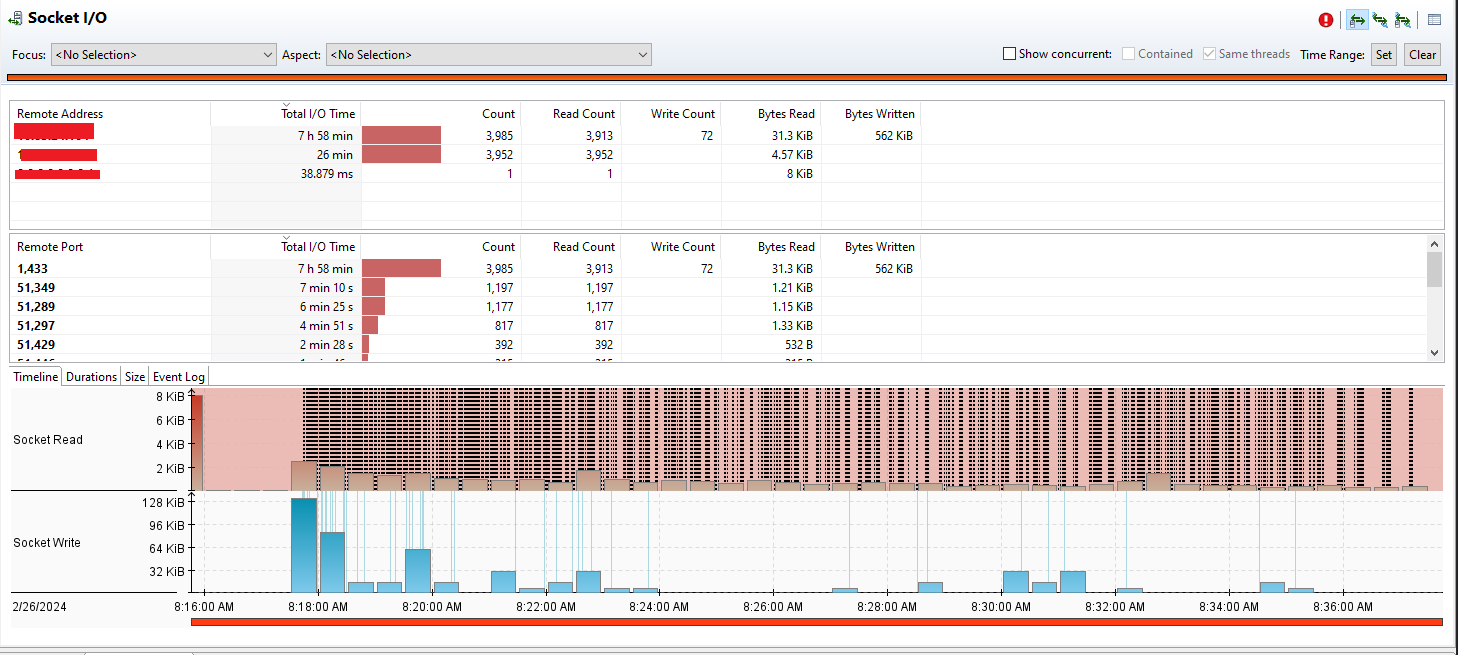 Socket I/O
Focus: <No Selection> Aspect: <No Selection> Show concurrent: Contained Same threads Time Range: Set Clear
Remote Address Total I/O Time Count Read Count Write Count Bytes Read Bytes Written
7 h 58 min 3,985 3,913 72 31.3 KiB 562 KiB
26 min 3,952 3,952 4.57 KiB
38.879 ms 1 1 8 KiB
Remote Port Total I/O Time Count Read Count Write Count Bytes Read Bytes Written
1,433 7 h 58 min 3,985 3,913 72 31.3 KiB 562 KiB
51,349 7 min 10 s 1,197 1,197 1.21 KiB
51,289 6 min 25 s 1,177 1,177 1.15 KiB
51,297 4 min 51 s 817 817 1.33 KiB
51,429 2 min 28 s 392 392 532 B
Timeline Durations Size Event Log
8 KiB
6 KiB
Socket Read
4 KiB
2 KiB
128 KiB
96 KiB
Socket Write
64 KiB
32 KiB
2/26/2024 8:16:00 AM 8:18:00 AM 8:20:00 AM 8:22:00 AM 8:24:00 AM 8:26:00 AM 8:28:00 AM 8:30:00 AM 8:32:00 AM 8:34:00 AM 8:36:00 AM